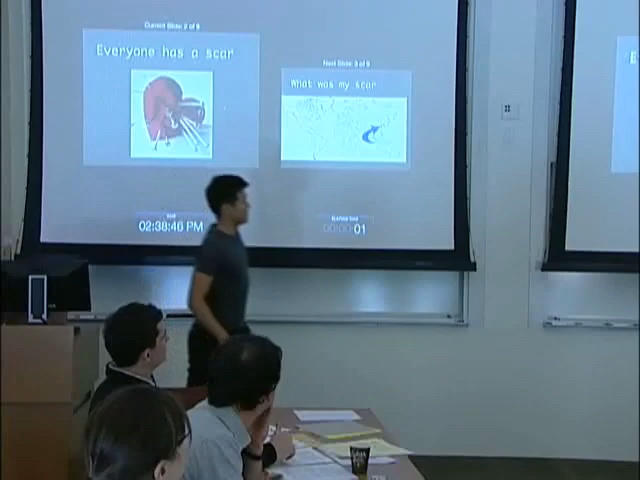 Current Slide: 2 of 9
Everyone has a scar
Next Slide: 3 of 9
What was my scar
02:38:46 PM
00:00:01